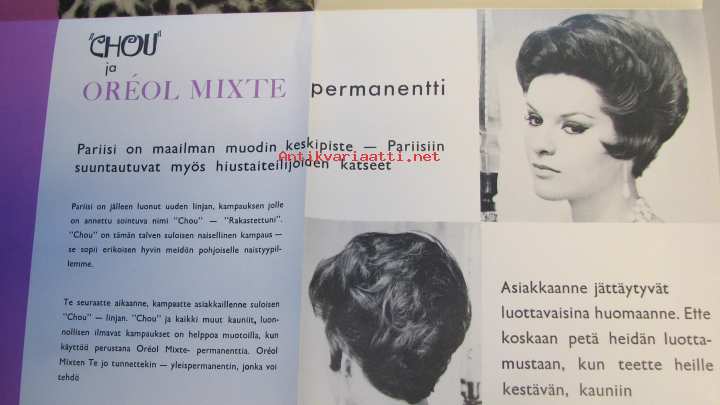 "CHOU"
ja
ORÉOL MIXTE permanentti
Pariisi on maailman muodin keskipiste — Pariisiin
suuntautuvat myös hiustaiteilijoiden katseet
Antikvariaatti.net
Pariisi on jälleen luonut uuden linjan, kampauksen jolle
on annettu sointuva nimi "Chou" — "Rakastettuni".
"Chou" on tämän talven suloisen naisellinen kampaus —
se sopii erikoisen hyvin meidän pohjoiselle naistyypil-
lemme.
Te seuraatte aikaanne, kampaatte asiakkaillenne suloisen
"Chou" — linjan. "Chou" ja kaikki muut kauniit, luon-
nollisen ilmavat kampaukset on helppoa muotoilla, kun
käyttää perustana Oréol Mixte- permanenttia. Oréol
Mixten Te jo tunnettekin — yleispermanentin, jonka voi
tehdä
Asiakkaanne jättäytyvät
luottavaisina huomaanne. Ette
koskaan petä heidän luotta-
mustaan, kun teette heille
kestävän, kauniin